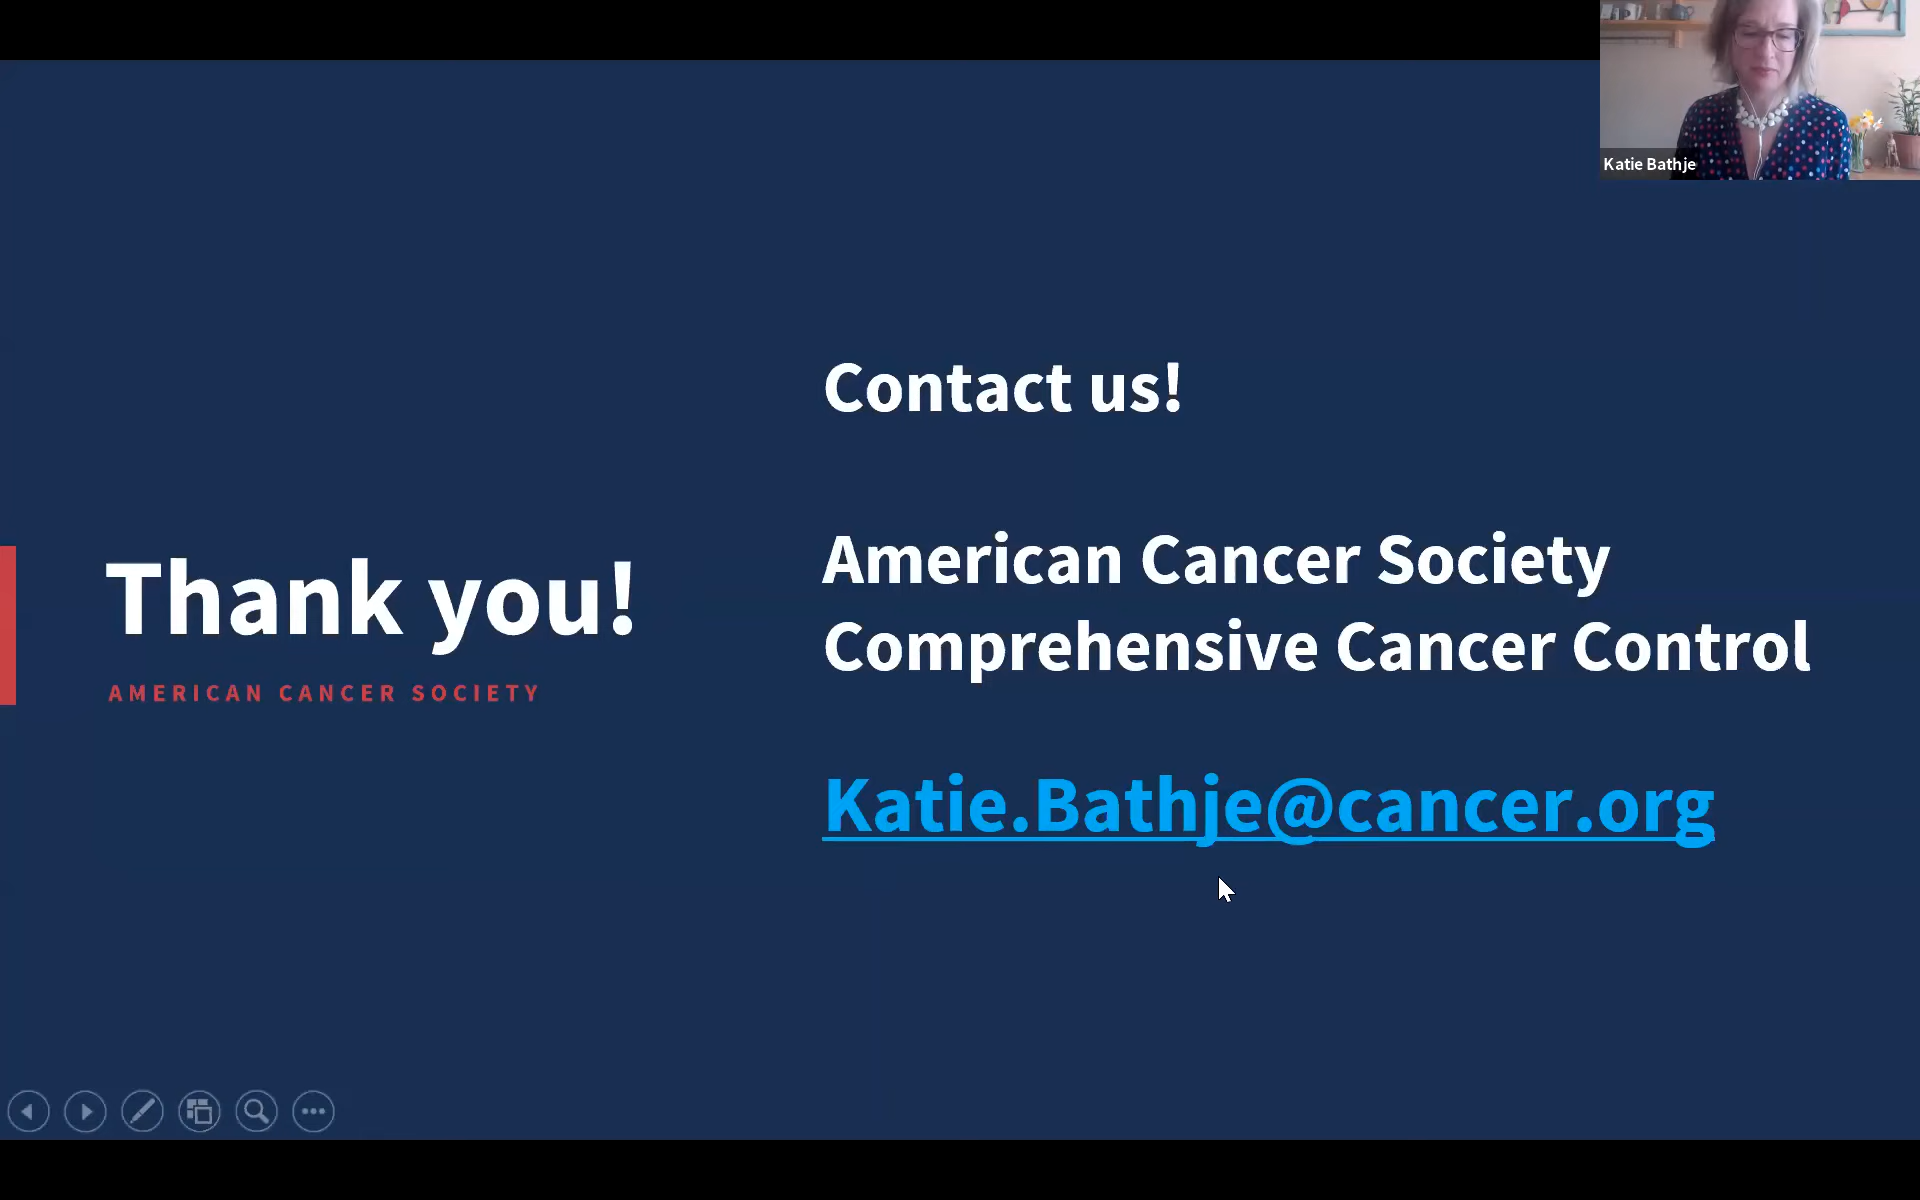 Katie Bathje
Contact us!
American Cancer Society
Comprehensive Cancer Control
Thank you!
AMERICAN CANCER SOCIETY
Katie.Bathje@cancer.org